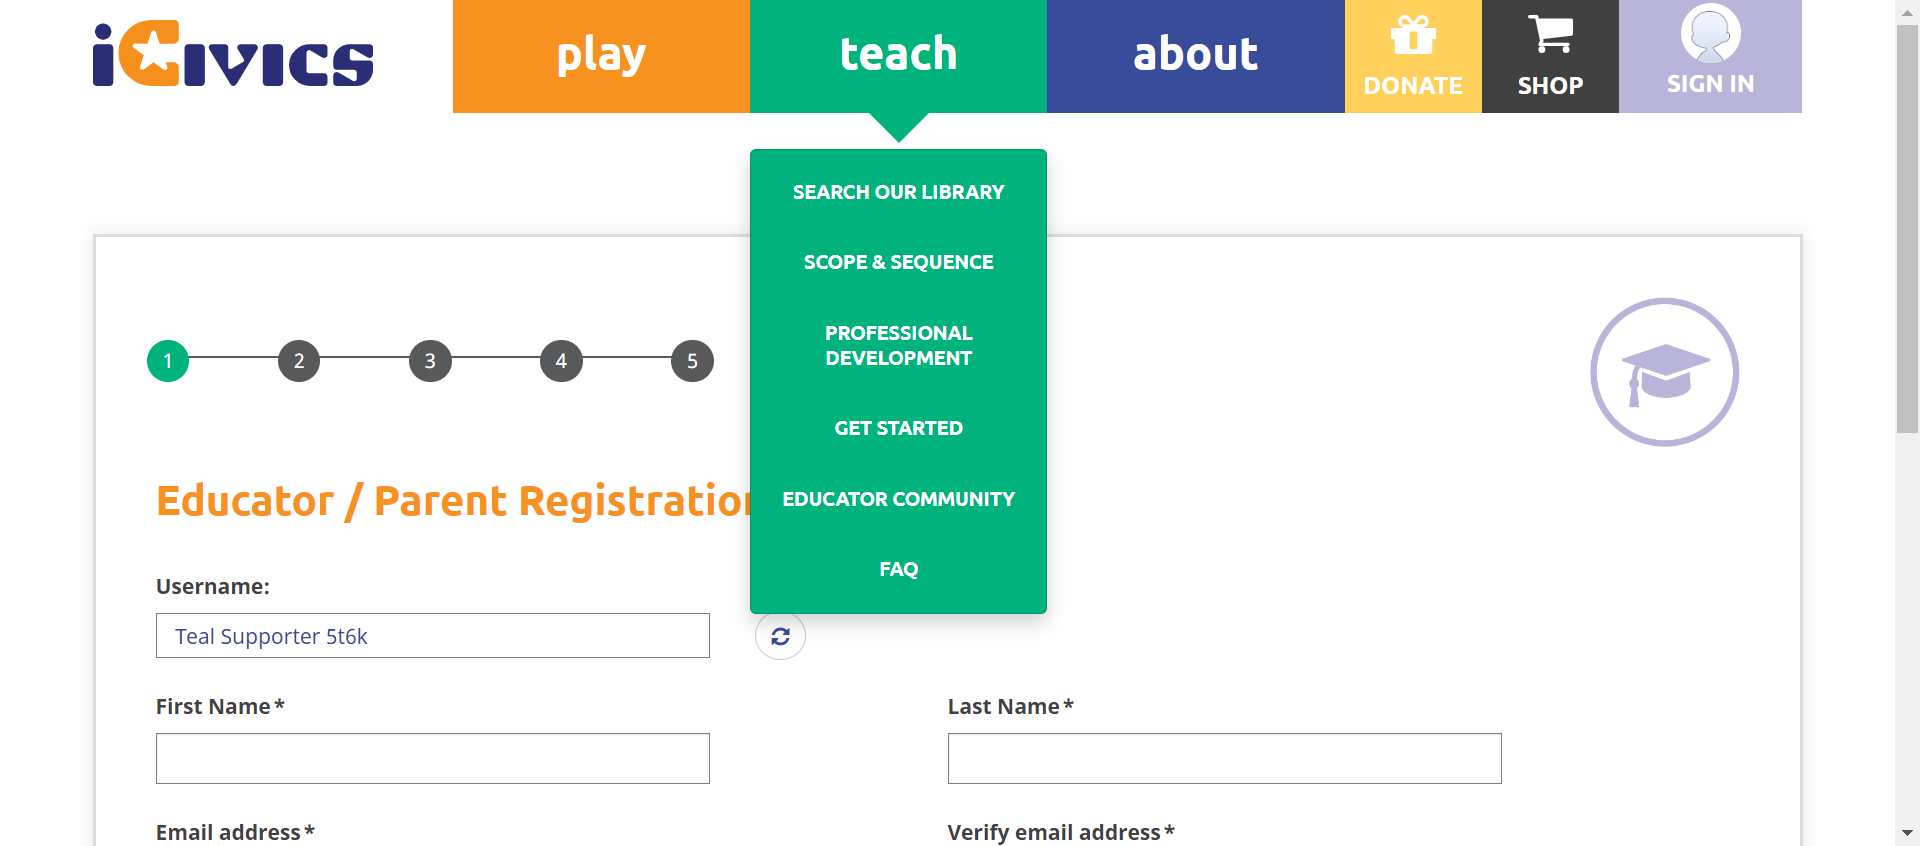 iCivics
play
teach
about
DONATE
SHOP
SIGN IN
SEARCH OUR LIBRARY
SCOPE & SEQUENCE
PROFESSIONAL
DEVELOPMENT
GET STARTED
EDUCATOR COMMUNITY
FAQ
1
2
3
4
5
Educator / Parent Registration
Username:
Teal Supporter 5t6k
First Name*
Last Name*
Email address*
Verify email address*